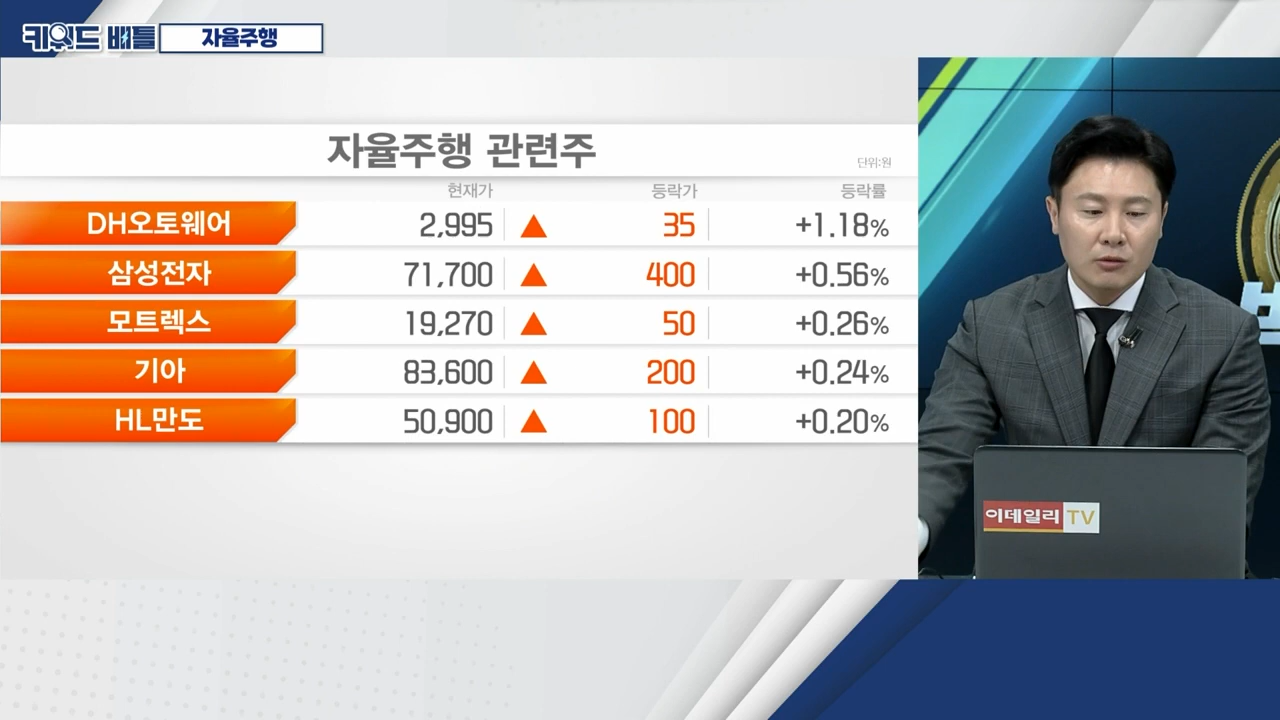 키워드 배틀 자율주행
자율주행 관련주
단위:원
현재가 등락가 등락률
DH오토웨어 2,995 ▲ 35 +1.18%
삼성전자 71,700 ▲ 400 +0.56%
모트렉스 19,270 ▲ 50 +0.26%
기아 83,600 ▲ 200 +0.24%
HL만도 50,900 ▲ 100 +0.20%
이데일리 TV